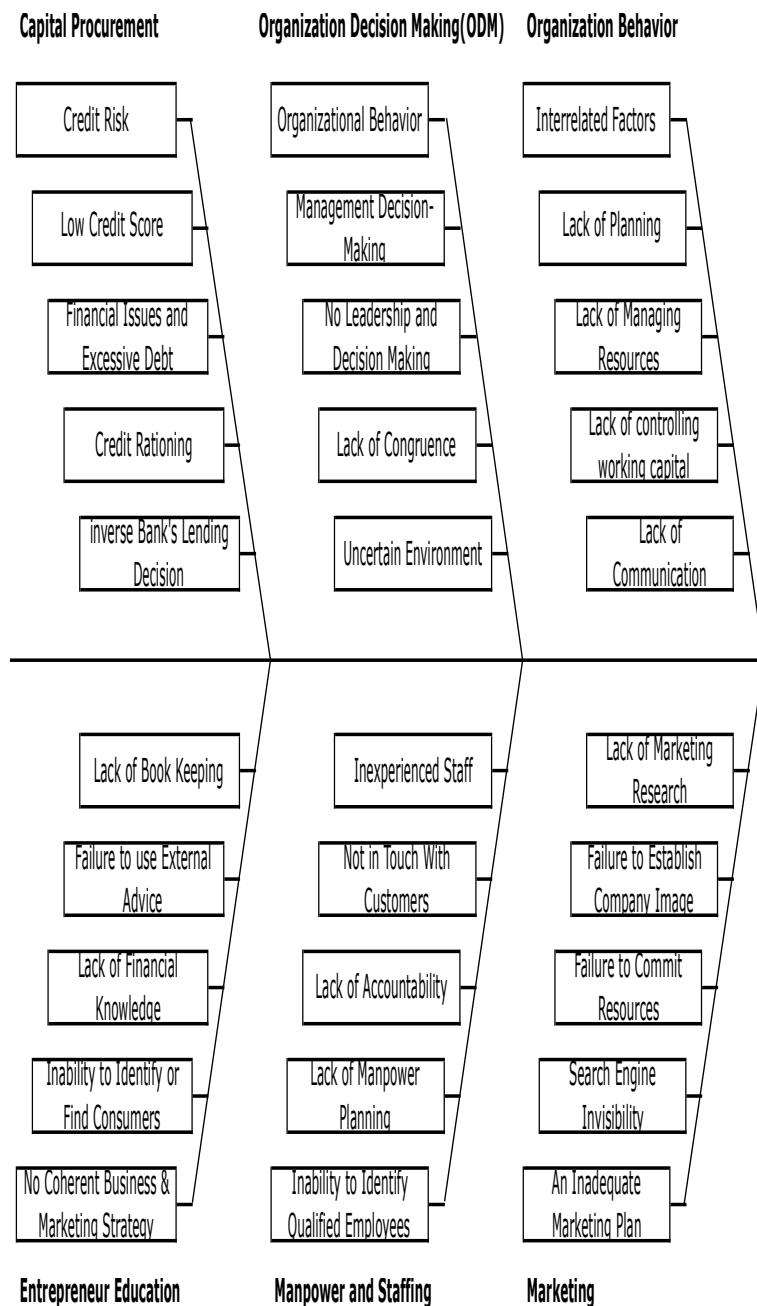 Capital Procurement
Organization Decision Making(ODM)
Organization Behavior
Credit Risk
Low Credit Score
Financial Issues and
Excessive Debt
Credit Rationing
inverse Bank's Lending
Decision
Organizational Behavior
Management Decision-
Making
No Leadership and
Decision Making
Lack of Congruence
Uncertain Environment
Interrelated Factors
Lack of Planning
Lack of Managing
Resources
Lack of controlling
working capital
Lack of
Communication
Lack of Book Keeping
Failure to use External
Advice
Lack of Financial
Knowledge
Inability to Identify or
Find Consumers
No Coherent Business &
Marketing Strategy
Inexperienced Staff
Not in Touch With
Customers
Lack of Accountability
Lack of Manpower
Planning
Inability to Identify
Qualified Employees
Lack of Marketing
Research
Failure to Establish
Company Image
Failure to Commit
Resources
Search Engine
Invisibility
An Inadequate
Marketing Plan
Entrepreneur Education
Manpower and Staffing
Marketing